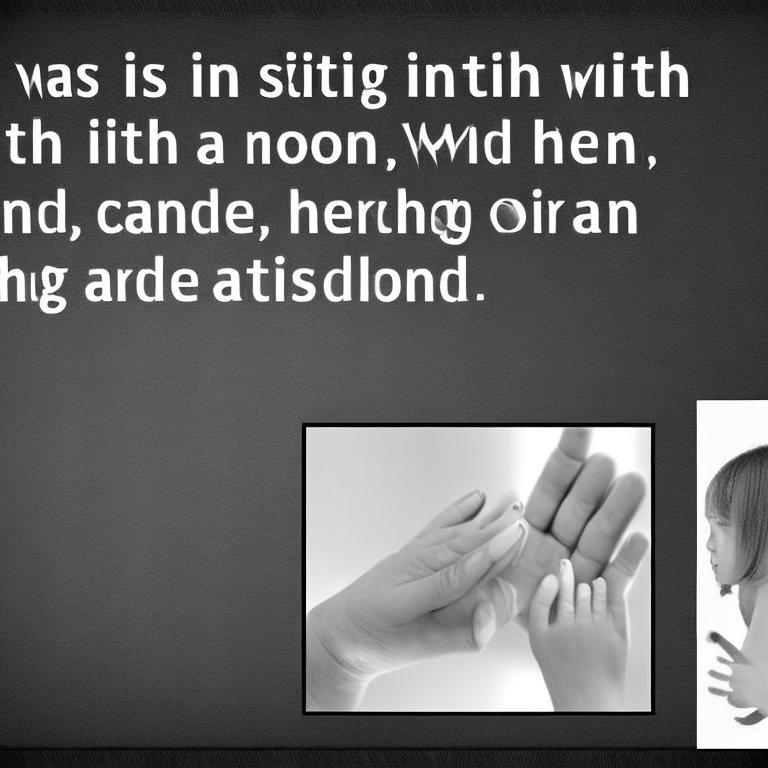 was is in sitig intih with
th iith a noon, hen,
nd, cande, oiran
arde atisdlond.